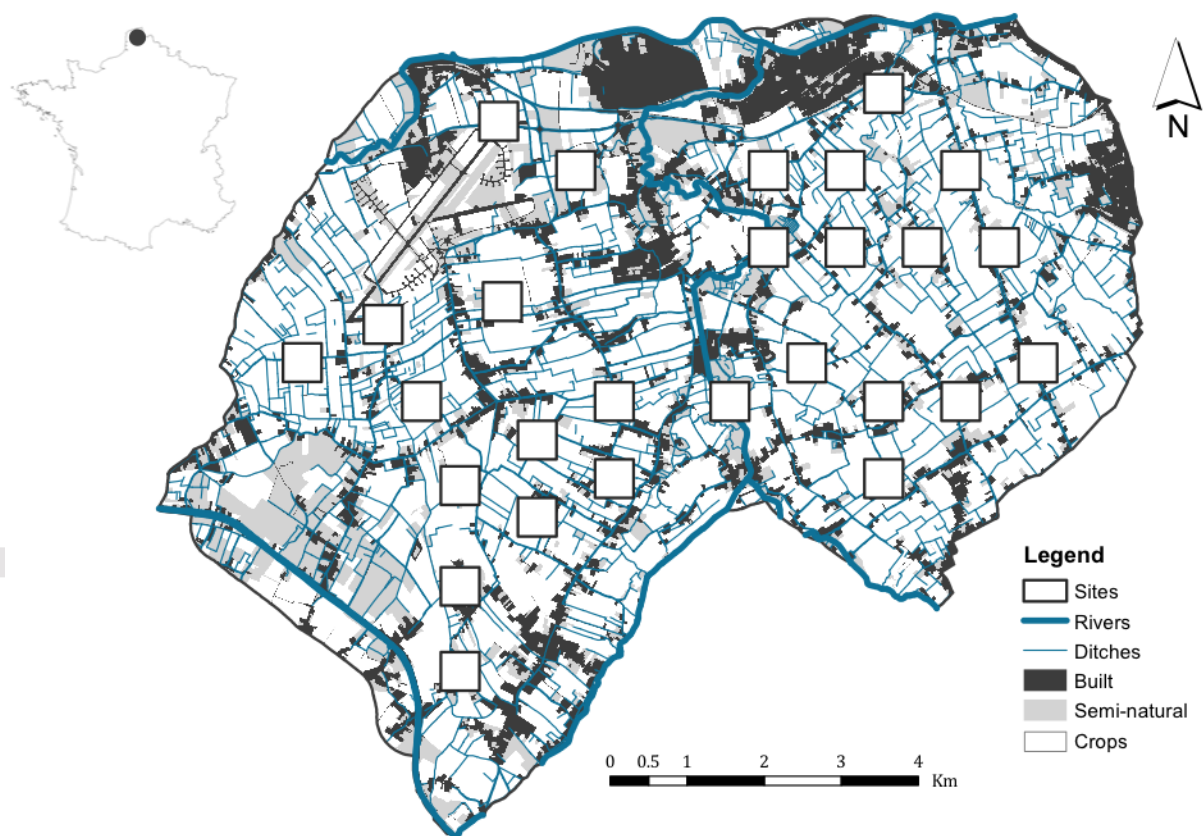 N
Legend
Sites
Rivers
Ditches
Built
Semi-natural
Crops
0 0.5 1 2 3 4
Km